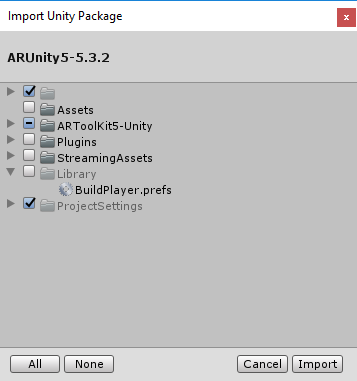 Import Unity Package
x
ARUnity5-5.3.2
Assets
ARToolKit5-Unity
Plugins
StreamingAssets
Library
BuildPlayer.prefs
ProjectSettings
All
None
Cancel
Import